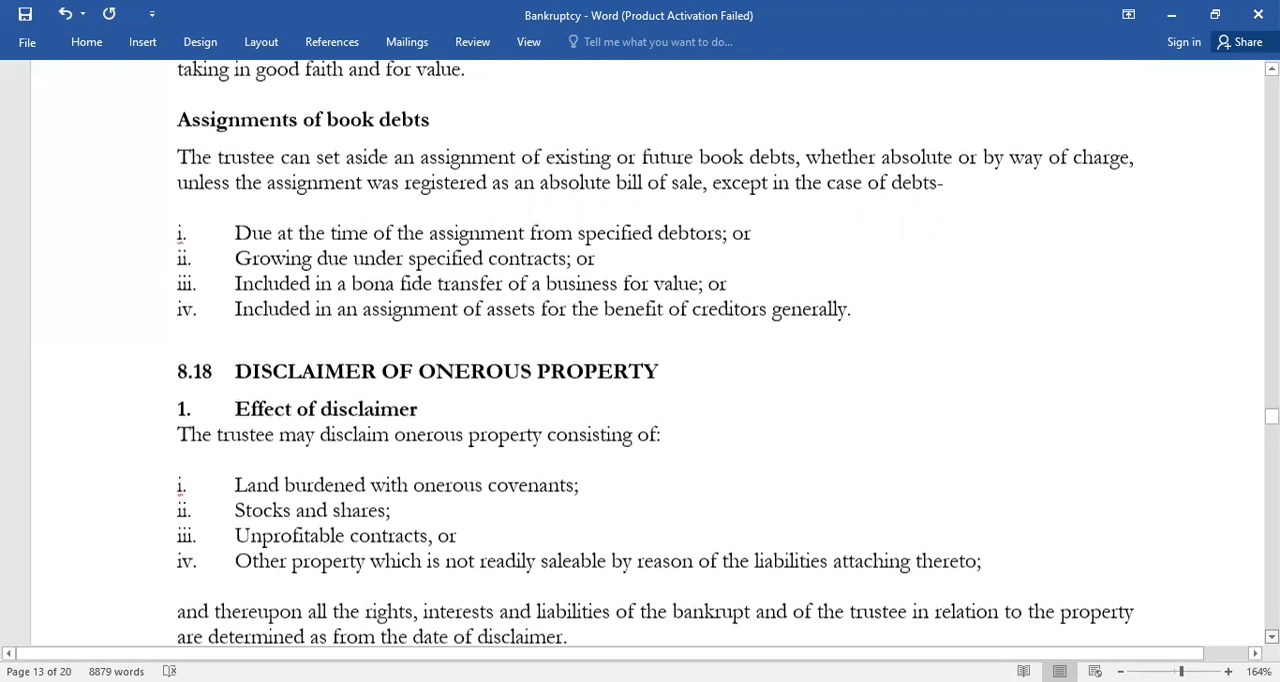 Bankruptcy - Word (Product Activation Failed)
File Home Insert Design Layout References Mailings Review View Tell me what you want to do... Sign in Share
taking in good faith and for value.
Assignments of book debts
The trustee can set aside an assignment of existing or future book debts, whether absolute or by way of charge,
unless the assignment was registered as an absolute bill of sale, except in the case of debts-
i. Due at the time of the assignment from specified debtors; or
ii. Growing due under specified contracts; or
iii. Included in a bona fide transfer of a business for value; or
iv. Included in an assignment of assets for the benefit of creditors generally.
8.18 DISCLAIMER OF ONEROUS PROPERTY
1. Effect of disclaimer
The trustee may disclaim onerous property consisting of:
i. Land burdened with onerous covenants;
ii. Stocks and shares;
iii. Unprofitable contracts, or
iv. Other property which is not readily saleable by reason of the liabilities attaching thereto;
and thereupon all the rights, interests and liabilities of the bankrupt and of the trustee in relation to the property
are determined as from the date of disclaimer.
Page 13 of 20 8879 words 164%